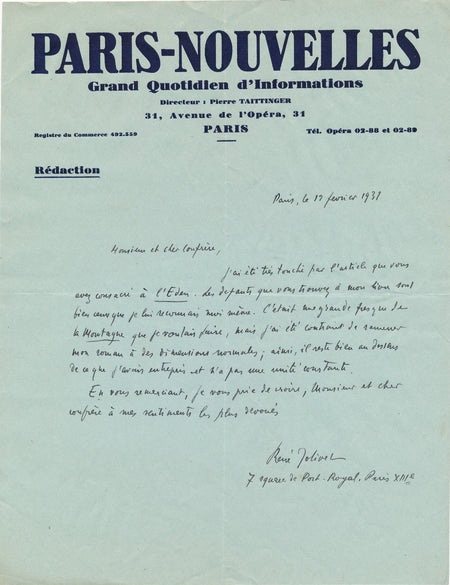 PARIS-NOUVELLES
Grand Quotidien d'Informations
Directeur : Pierre TAITTINGER
31, Avenue de l'Opéra, 31
PARIS
Registre du Commerce 492.559
Tél. Opéra 02-88 et 02-89
Rédaction
Paris, le 12 février 1938
Monsieur et cher confrère,
j'ai été très touché par l'article que vous
avez consacré à l'Eden. Les défauts que vous trouvez à mon livre sont
bien ceux que je lui reconnais moi même. C'était une grande fresque de
la Montagne que je voulais faire, mais j'ai été contraint de ramener
mon roman à des dimensions normales ; ainsi, il reste bien au dessous
de ce que j'avais entrepris et n'a pas une unité constante.
En vous remerciant, je vous prie de croire, Monsieur et cher
confrère à mes sentiments les plus dévoués
René Jolivet
7 square de Port-Royal. Paris XIIIe